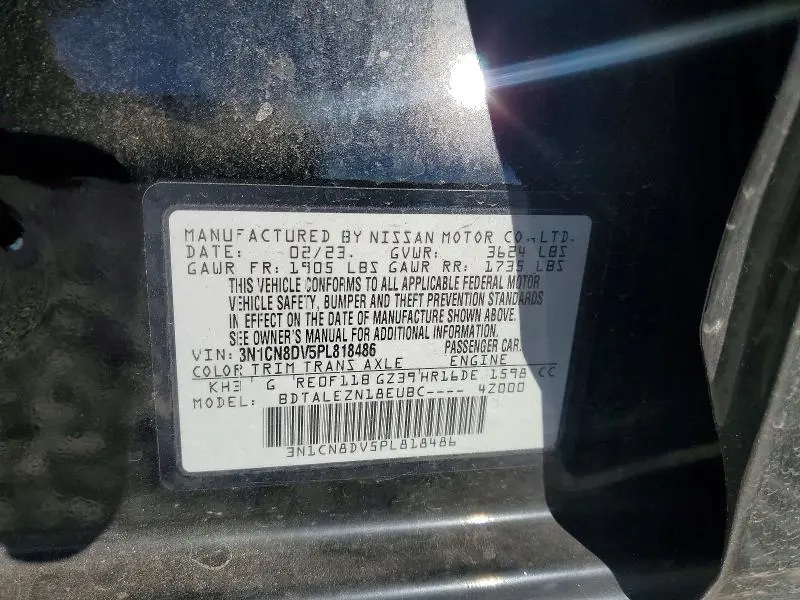 MANUFACTURED BY NISSAN MOTOR CO., LTD.
DATE: 02/23. GVWR: 3624 LBS
GAWR FR: 1905 LBS GAWR RR: 1735 LBS
THIS VEHICLE CONFORMS TO ALL APPLICABLE FEDERAL MOTOR
VEHICLE SAFETY, BUMPER AND THEFT PREVENTION STANDARDS
IN EFFECT ON THE DATE OF MANUFACTURE SHOWN ABOVE.
SEE OWNER'S MANUAL FOR ADDITIONAL INFORMATION.
VIN: 3N1CN8DV5PL818486 PASSENGER CAR
COLOR TRIM TRANS AXLE ENGINE
KH3 G RE0F11B GZ39 HR16DE 1598 CC
MODEL: BDTALEZN18EUBC---- 42000
3N1CN8DV5PL818486